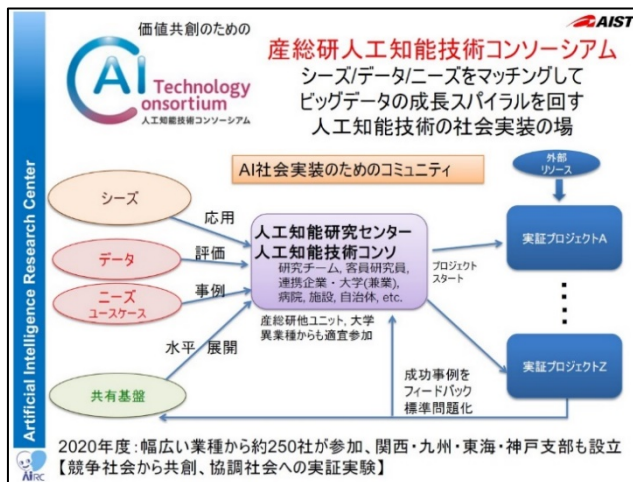 価値共創のための
AI Technology
Consortium
人工知能技術コンソーシアム
AIST
産総研人工知能技術コンソーシアム
シーズ/データ/ニーズをマッチングして
ビッグデータの成長スパイラルを回す
人工知能技術の社会実装の場
AI社会実装のためのコミュニティ
外部
リソース
シーズ
応用
データ
評価
ニーズ
ユースケース
事例
水平 展開
共有基盤
人工知能研究センター
人工知能技術コンソ
研究チーム, 客員研究員,
連携企業・大学(兼業),
病院, 施設, 自治体, etc.
産総研他ユニット, 大学
異業種からも適宜参加
プロジェクト
スタート
実証プロジェクトA
実証プロジェクトZ
成功事例を
フィードバック
標準問題化
2020年度：幅広い業種から約250社が参加、関西・九州・東海・神戸支部も設立
【競争社会から共創、協調社会への実証実験】
Artificial Intelligence Research Center
AIRC